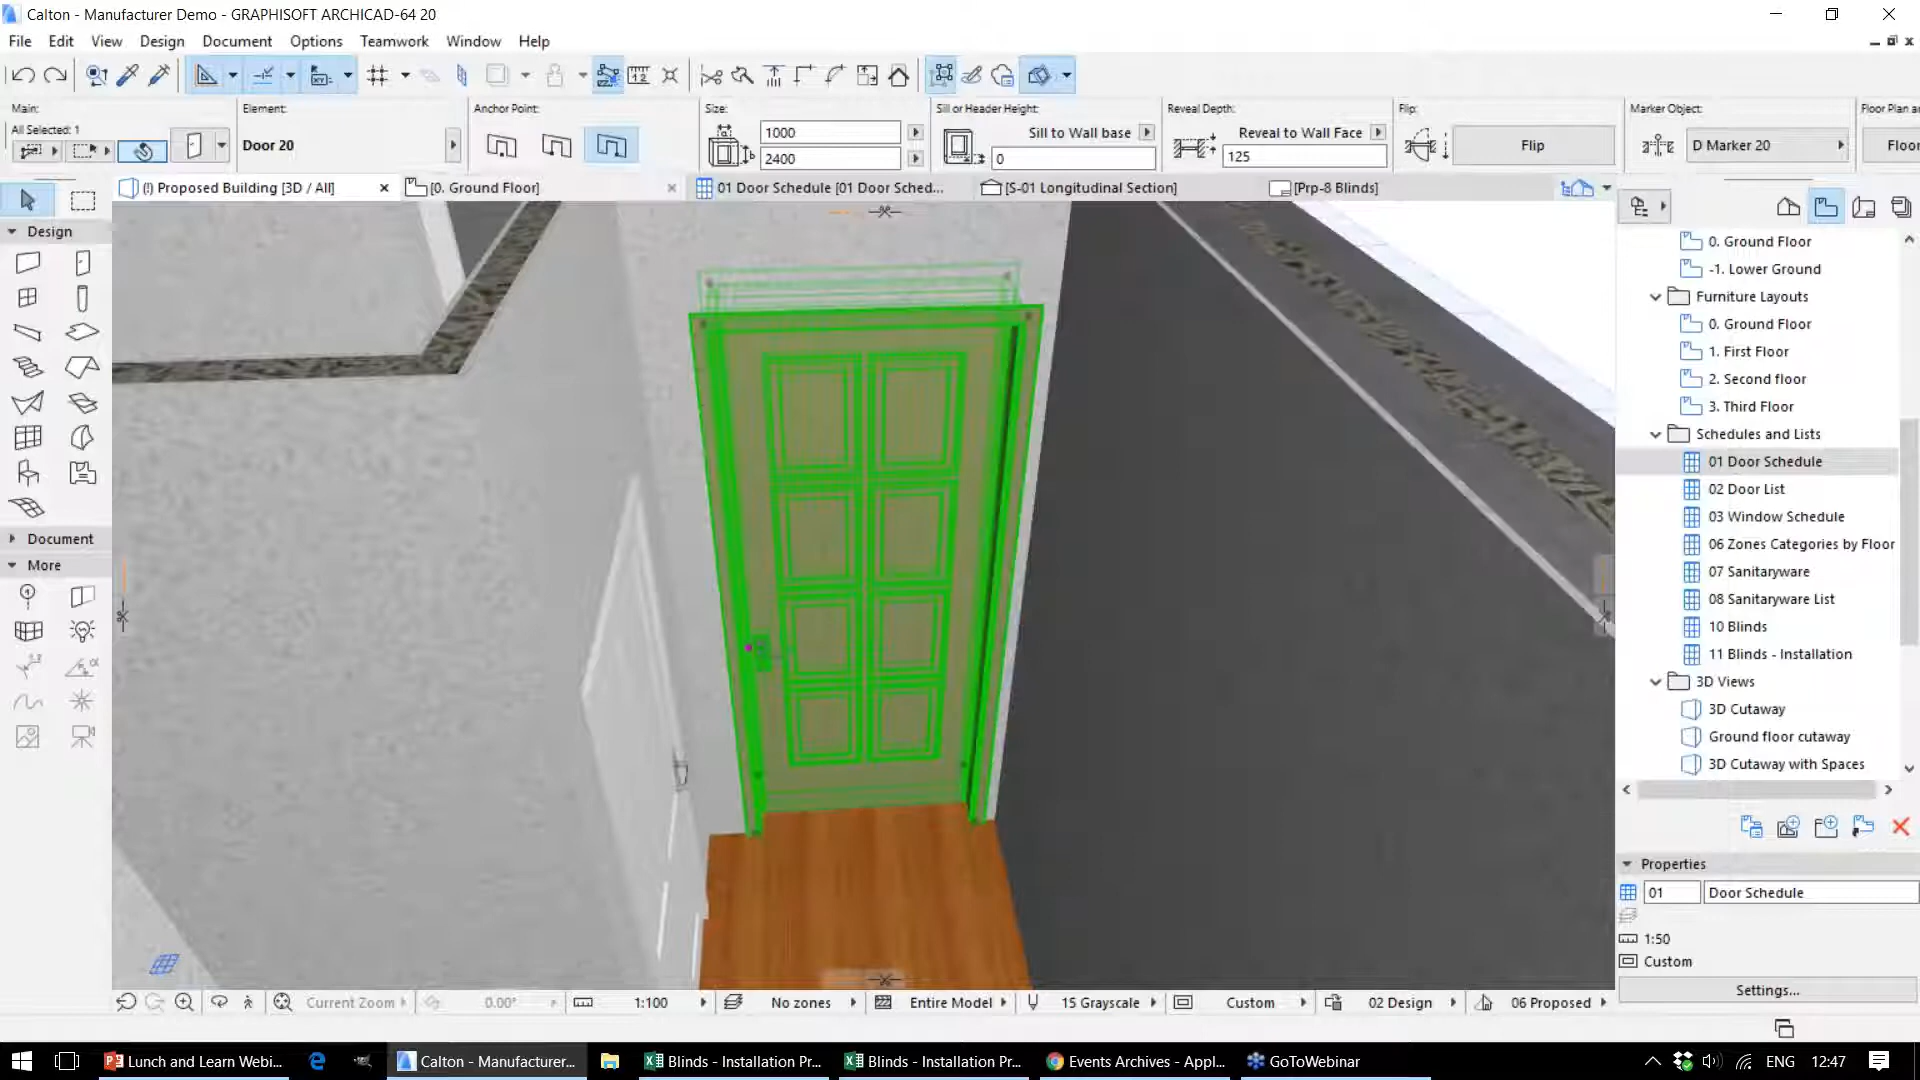 Calton - Manufacturer Demo - GRAPHISOFT ARCHICAD-64 20
File Edit View Design Document Options Teamwork Window Help
Main: Element: Anchor Point: Size: Sill or Header Height: Reveal Depth: Flip: Marker Object: Floor Plan a
All Selected: 1
Door 20
1000
2400
Sill to Wall base
0
Reveal to Wall Face
125
Flip
D Marker 20
Floor
(!) Proposed Building [3D / All] [0. Ground Floor] 01 Door Schedule [01 Door Sched... [S-01 Longitudinal Section] [Prp-8 Blinds]
Design
Document
More
0. Ground Floor
-1. Lower Ground
Furniture Layouts
0. Ground Floor
1. First Floor
2. Second floor
3. Third Floor
Schedules and Lists
01 Door Schedule
02 Door List
03 Window Schedule
06 Zones Categories by Floor
07 Sanitaryware
08 Sanitaryware List
10 Blinds
11 Blinds - Installation
3D Views
3D Cutaway
Ground floor cutaway
3D Cutaway with Spaces
Properties
01 Door Schedule
1:50
Custom
Settings...
Current Zoom 0.00° 1:100 No zones Entire Model 15 Grayscale Custom 02 Design 06 Proposed
Lunch and Learn Webi... Calton - Manufacturer... Blinds - Installation Pr... Blinds - Installation Pr... Events Archives - Appl... GoToWebinar ENG 12:47